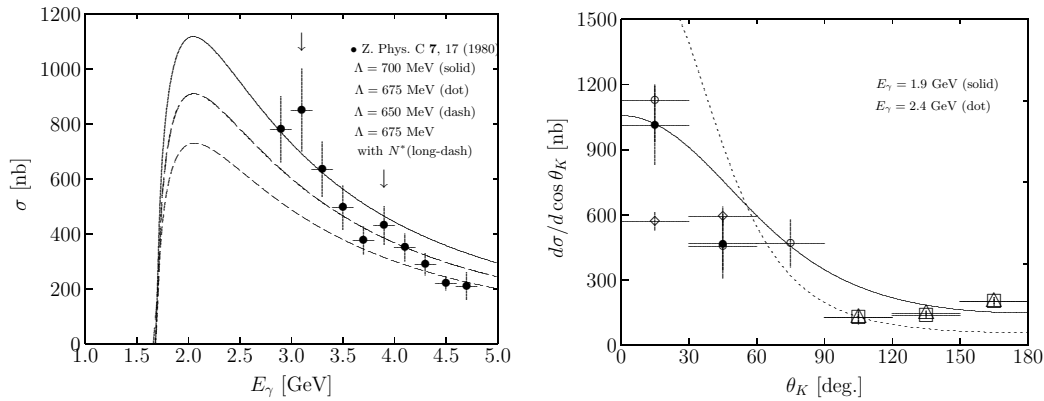 1200
1000
800
600
400
200
0
σ [nb]
1.0 1.5 2.0 2.5 3.0 3.5 4.0 4.5 5.0
E_γ [GeV]
↓
↓
● Z. Phys. C 7, 17 (1980)
Λ = 700 MeV (solid)
Λ = 675 MeV (dot)
Λ = 650 MeV (dash)
Λ = 675 MeV
with N*(long-dash)
1500
1200
900
600
300
0
dσ/d cos θ_K [nb]
0 30 60 90 120 150 180
θ_K [deg.]
E_γ = 1.9 GeV (solid)
E_γ = 2.4 GeV (dot)